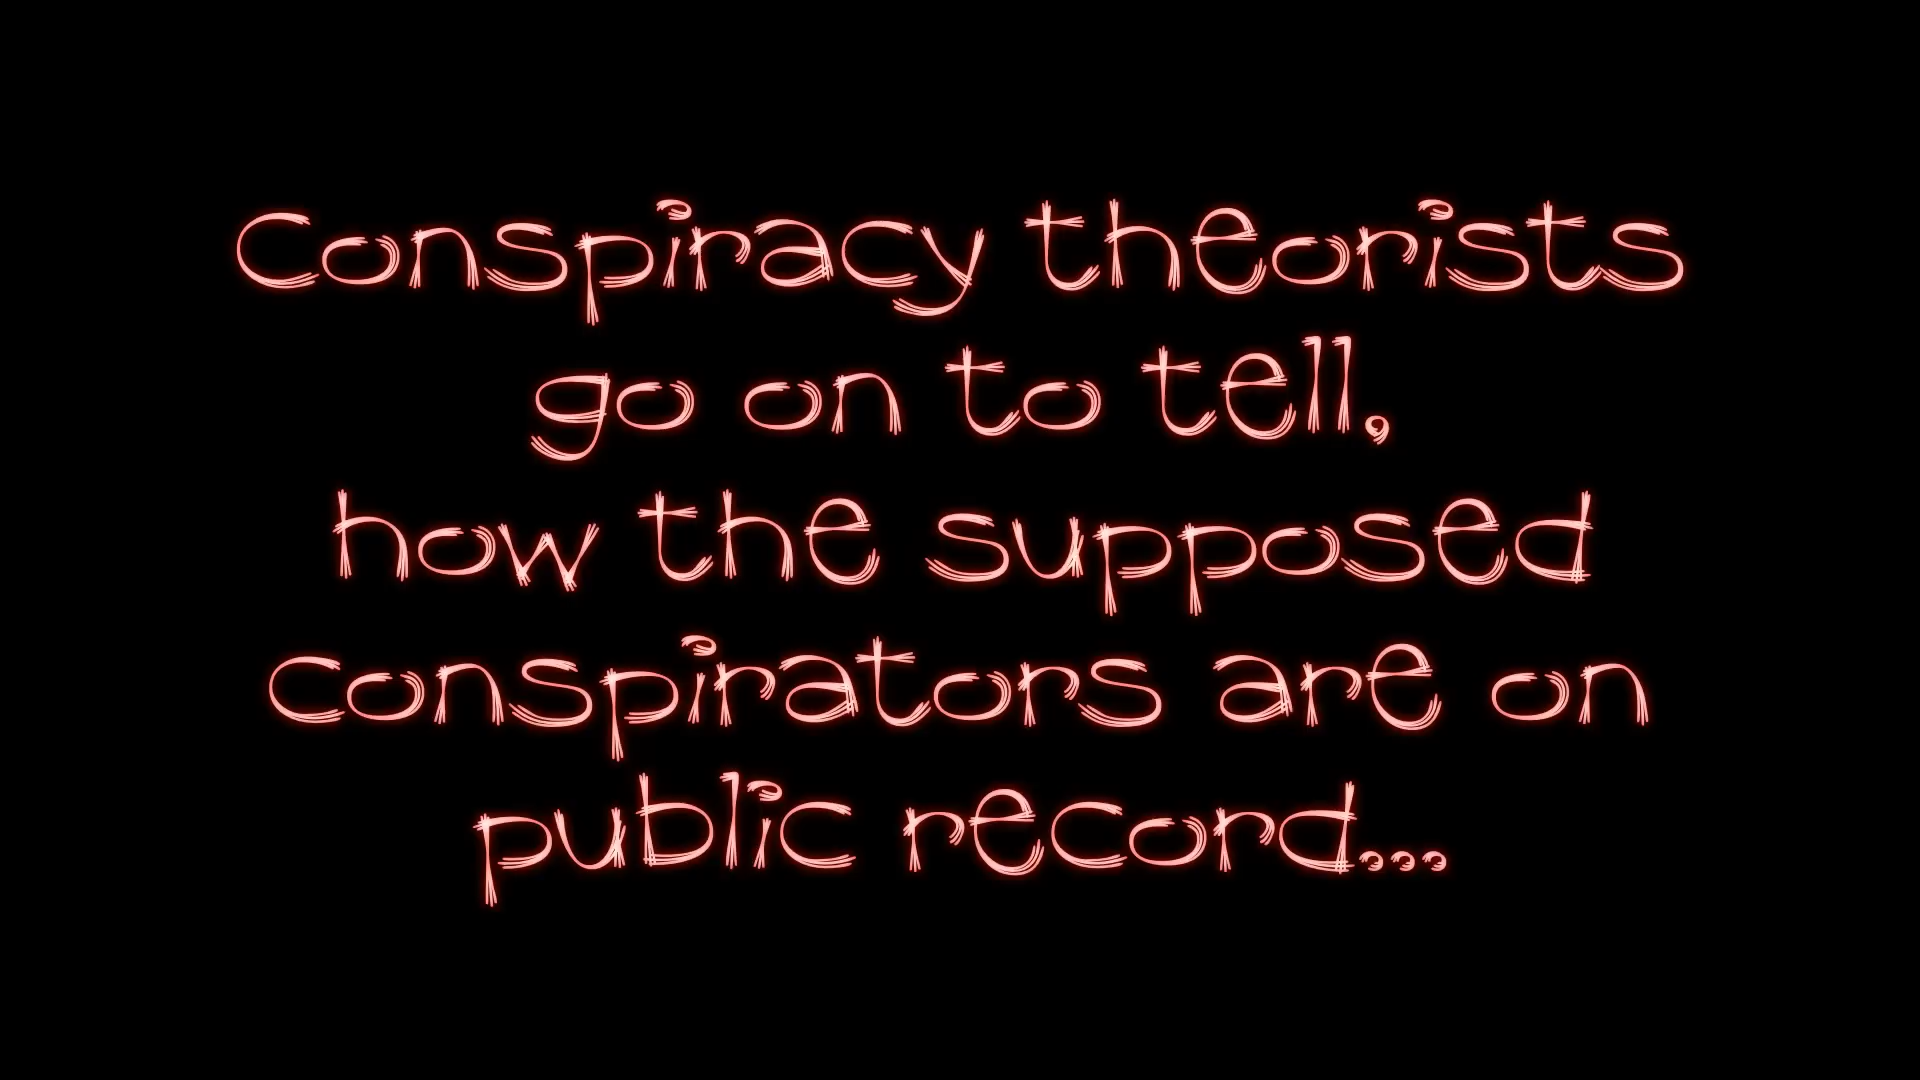 Conspiracy theorists
go on to tell,
how the supposed
conspirators are on
public record...